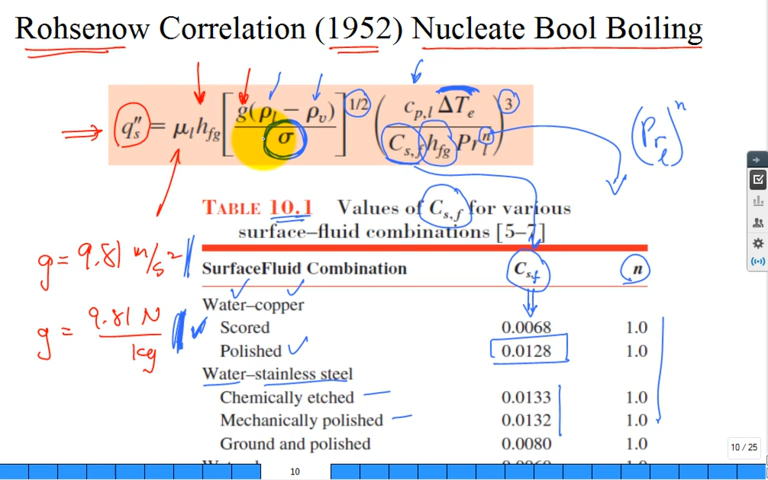 Rohsenow Correlation (1952) Nucleate Bool Boiling
q″s = μl hfg [ g(ρl − ρv) / σ ]^1/2 ( cp,l ΔTe / Cs,f hfg Prl^n )^3
(Prl)^n
TABLE 10.1 Values of Cs,f for various
surface–fluid combinations [5–7]
g = 9.81 m/s²
SurfaceFluid Combination Cs,f n
Water–copper
g = 9.81 N / kg
Scored 0.0068 1.0
Polished 0.0128 1.0
Water–stainless steel
Chemically etched 0.0133 1.0
Mechanically polished 0.0132 1.0
Ground and polished 0.0080 1.0
10 / 25
10